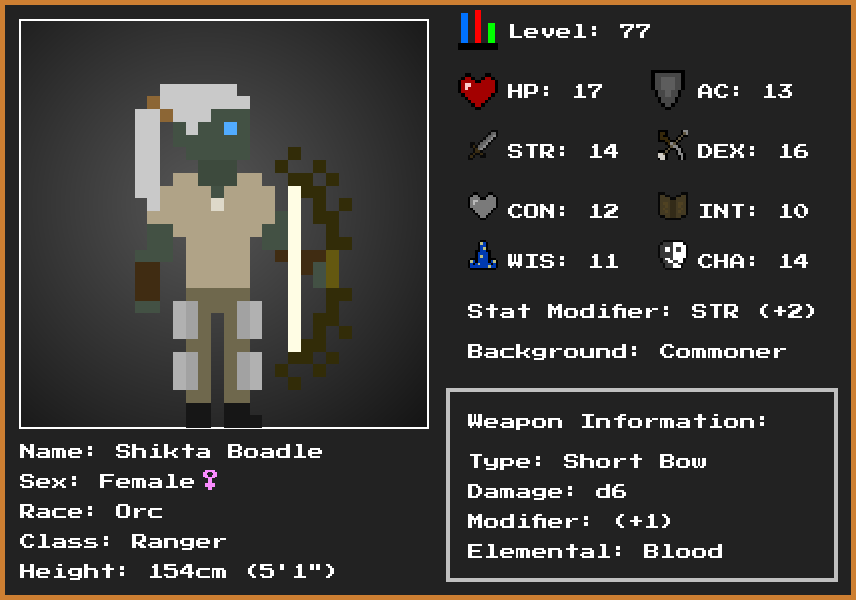 Level: 77
HP: 17
AC: 13
STR: 14
DEX: 16
CON: 12
INT: 10
WIS: 11
CHA: 14
Stat Modifier: STR (+2)
Background: Commoner
Weapon Information:
Type: Short Bow
Damage: d6
Modifier: (+1)
Elemental: Blood
Name: Shikta Boadle
Sex: Female♀
Race: Orc
Class: Ranger
Height: 154cm (5'1")